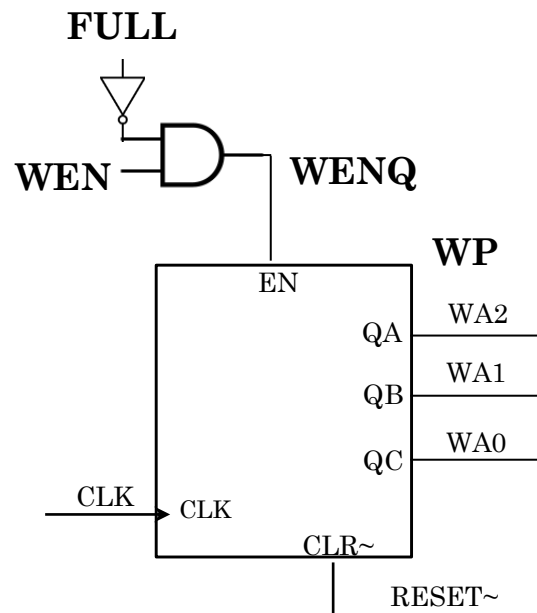 FULL
WEN
WENQ
WP
EN
QA
WA2
QB
WA1
QC
WA0
CLK
CLK
CLR~
RESET~